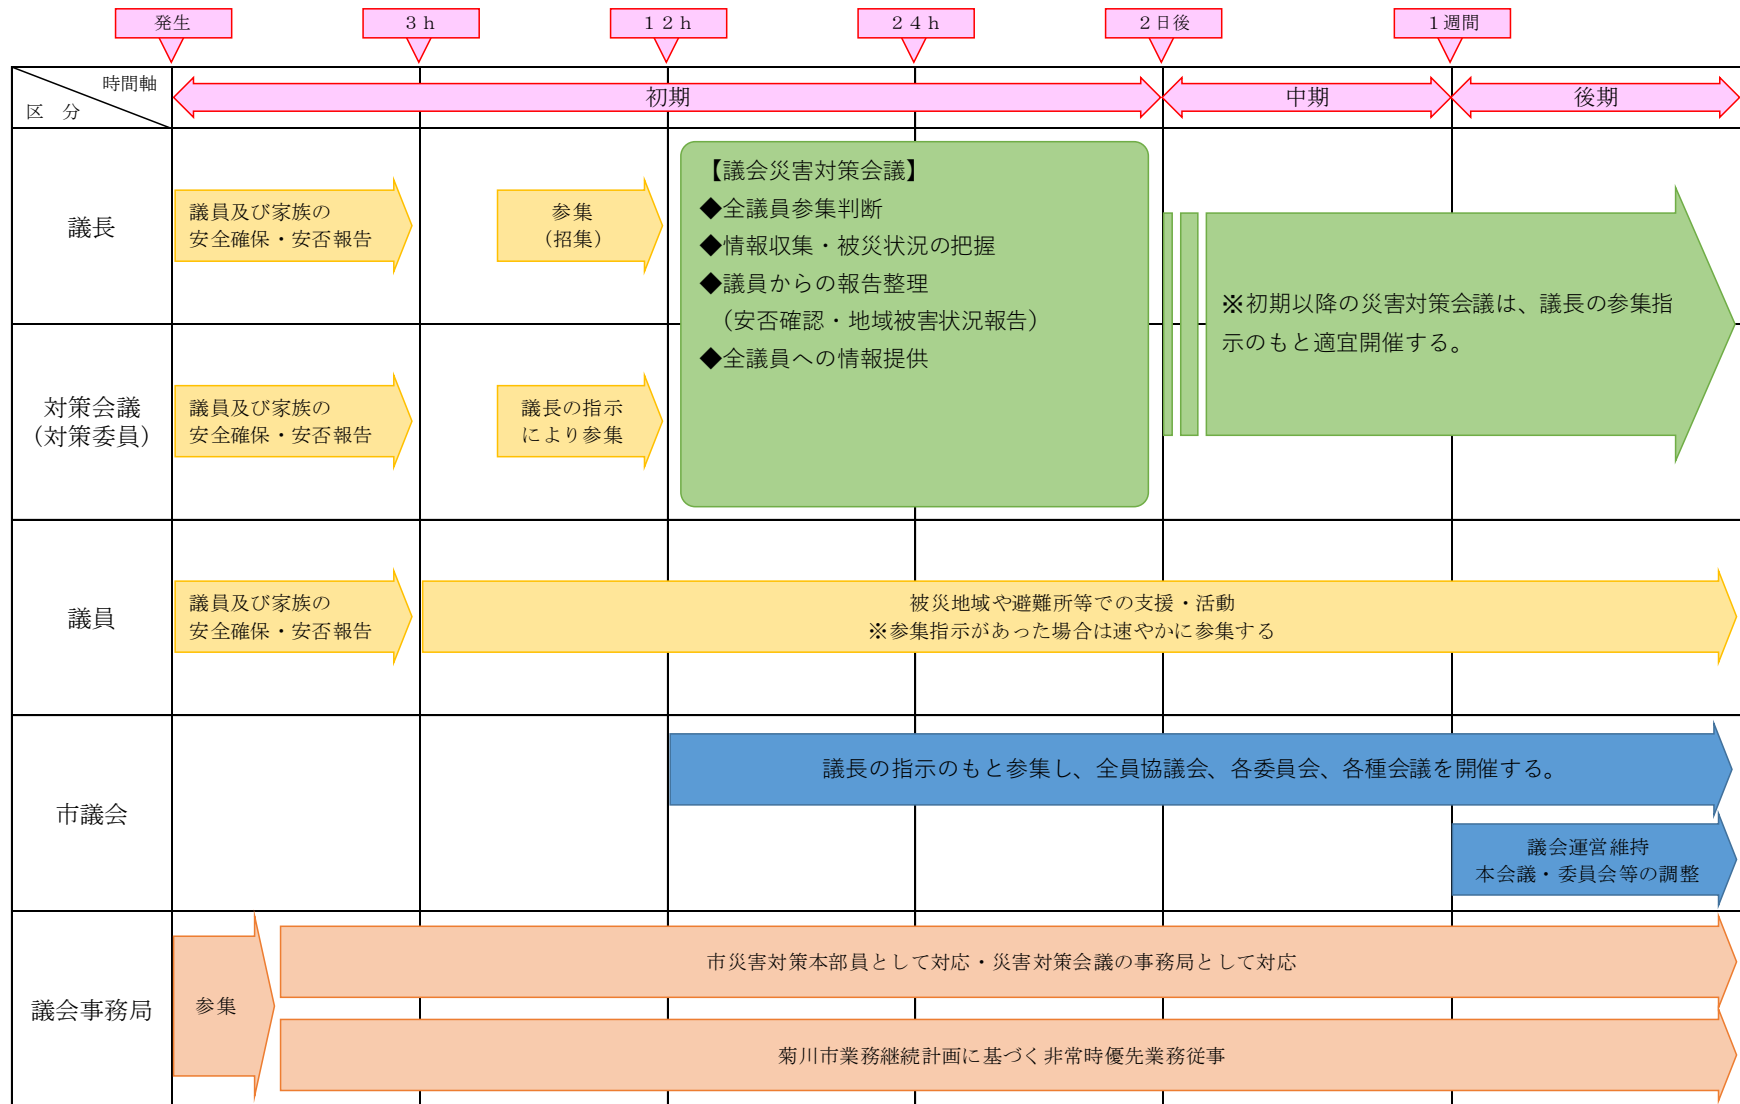 発生
３ｈ
１２ｈ
２４ｈ
２日後
１週間
時間軸
区　分
初期
中期
後期
議長
議員及び家族の
安全確保・安否報告
参集
（招集）
【議会災害対策会議】
◆全議員参集判断
◆情報収集・被災状況の把握
◆議員からの報告整理
（安否確認・地域被害状況報告）
◆全議員への情報提供
※初期以降の災害対策会議は、議長の参集指
示のもと適宜開催する。
対策会議
（対策委員）
議員及び家族の
安全確保・安否報告
議長の指示
により参集
議員
議員及び家族の
安全確保・安否報告
被災地域や避難所等での支援・活動
※参集指示があった場合は速やかに参集する
市議会
議長の指示のもと参集し、全員協議会、各委員会、各種会議を開催する。
議会運営維持
本会議・委員会等の調整
議会事務局
参集
市災害対策本部員として対応・災害対策会議の事務局として対応
菊川市業務継続計画に基づく非常時優先業務従事